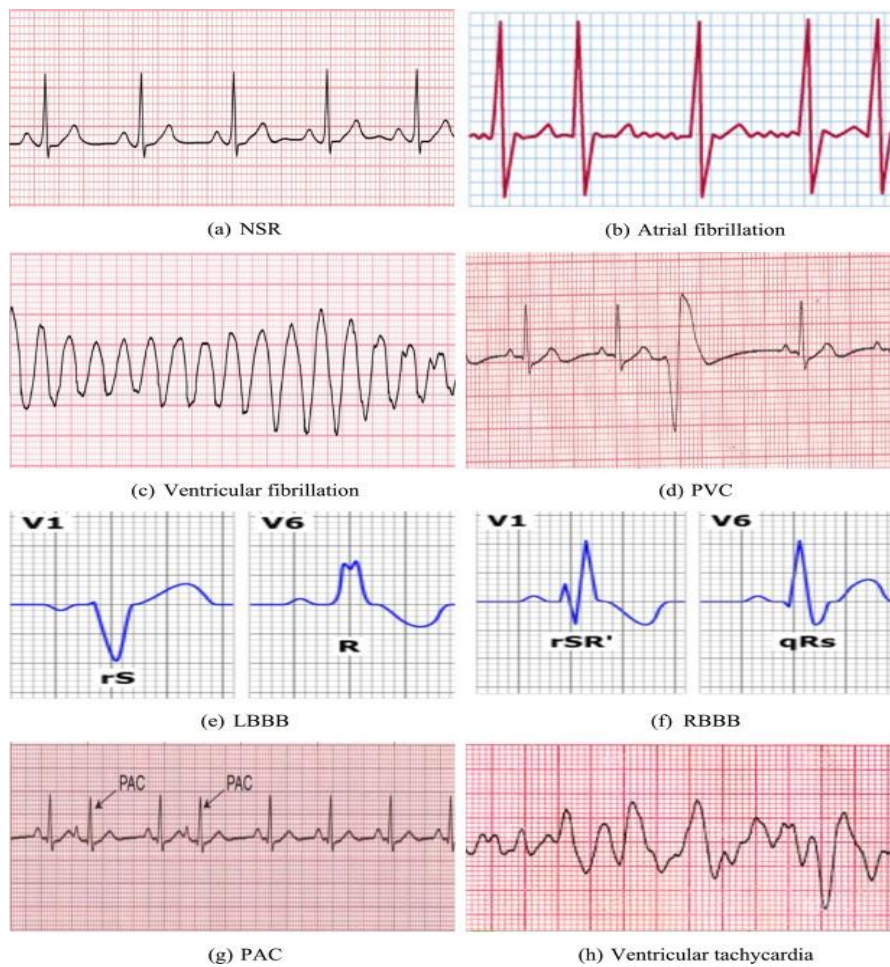 (a) NSR
(b) Atrial fibrillation
(c) Ventricular fibrillation
(d) PVC
V1
V6
rS
R
(e) LBBB
V1
V6
rSR'
qRs
(f) RBBB
PAC
PAC
(g) PAC
(h) Ventricular tachycardia